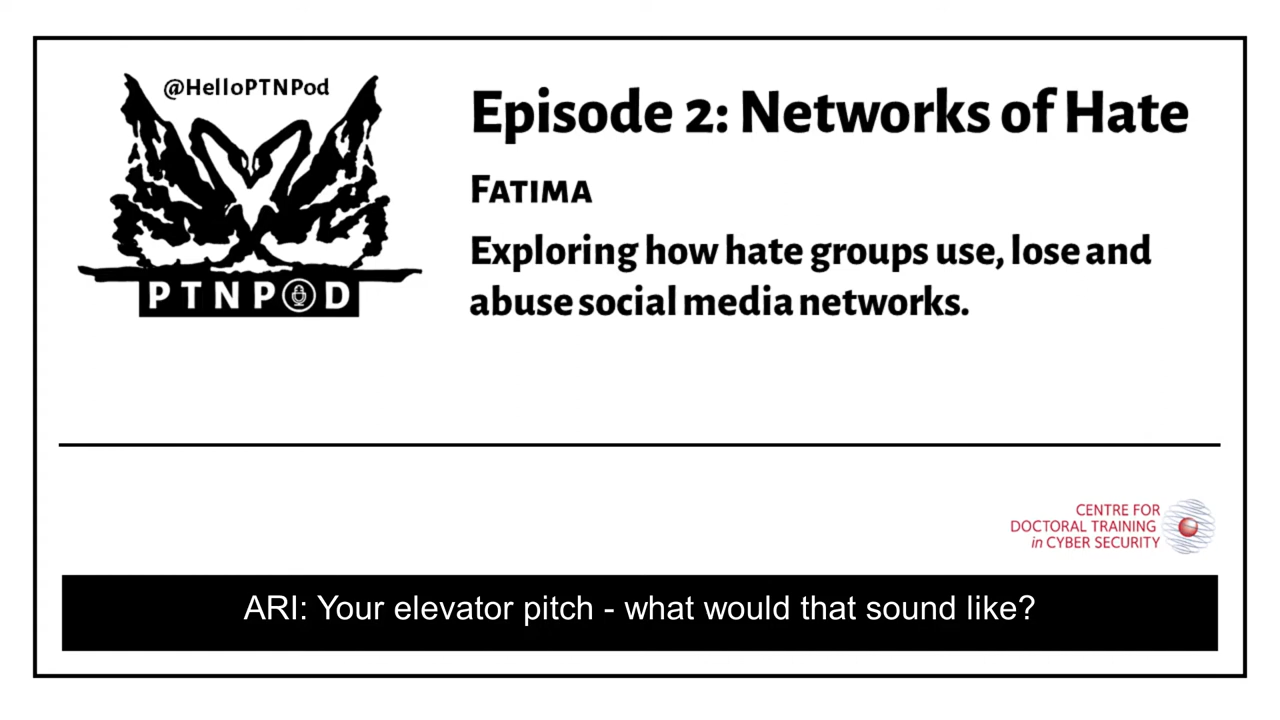 @HelloPTNPod
PTNPOD
Episode 2: Networks of Hate
Fatima
Exploring how hate groups use, lose and
abuse social media networks.
CENTRE FOR
DOCTORAL TRAINING
in CYBER SECURITY
ARI: Your elevator pitch - what would that sound like?